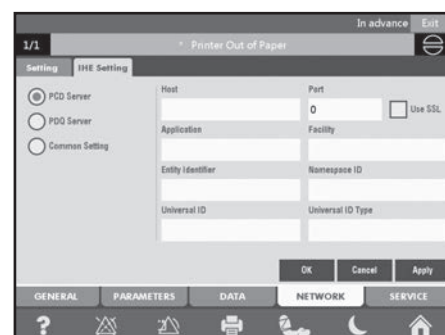 In advance Exit
1/1 * Printer Out of Paper
Setting IHE Setting
PCD Server
PDQ Server
Common Setting
Host Port
0 Use SSL
Application Facility
Entity Identifier Namespace ID
Universal ID Universal ID Type
OK Cancel Apply
GENERAL PARAMETERS DATA NETWORK SERVICE
?